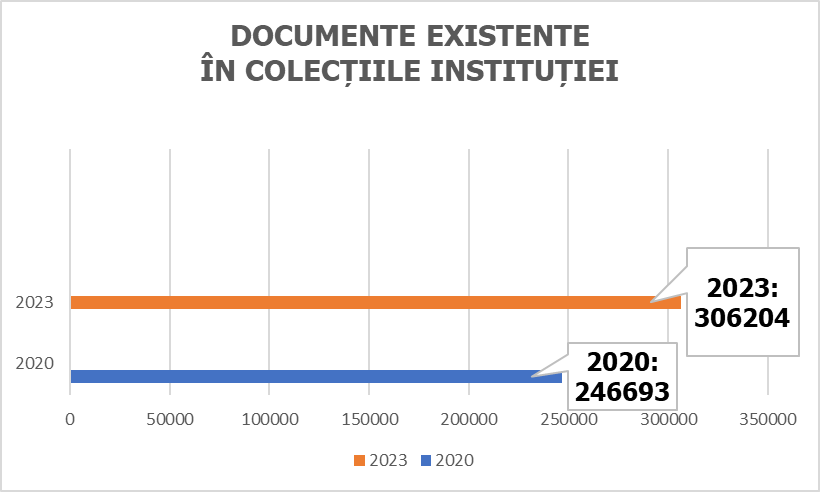 DOCUMENTE EXISTENTE
ÎN COLECȚIILE INSTITUȚIEI
2023
2023:
306204
2020
2020:
246693
0 50000 100000 150000 200000 250000 300000 350000
2023 2020